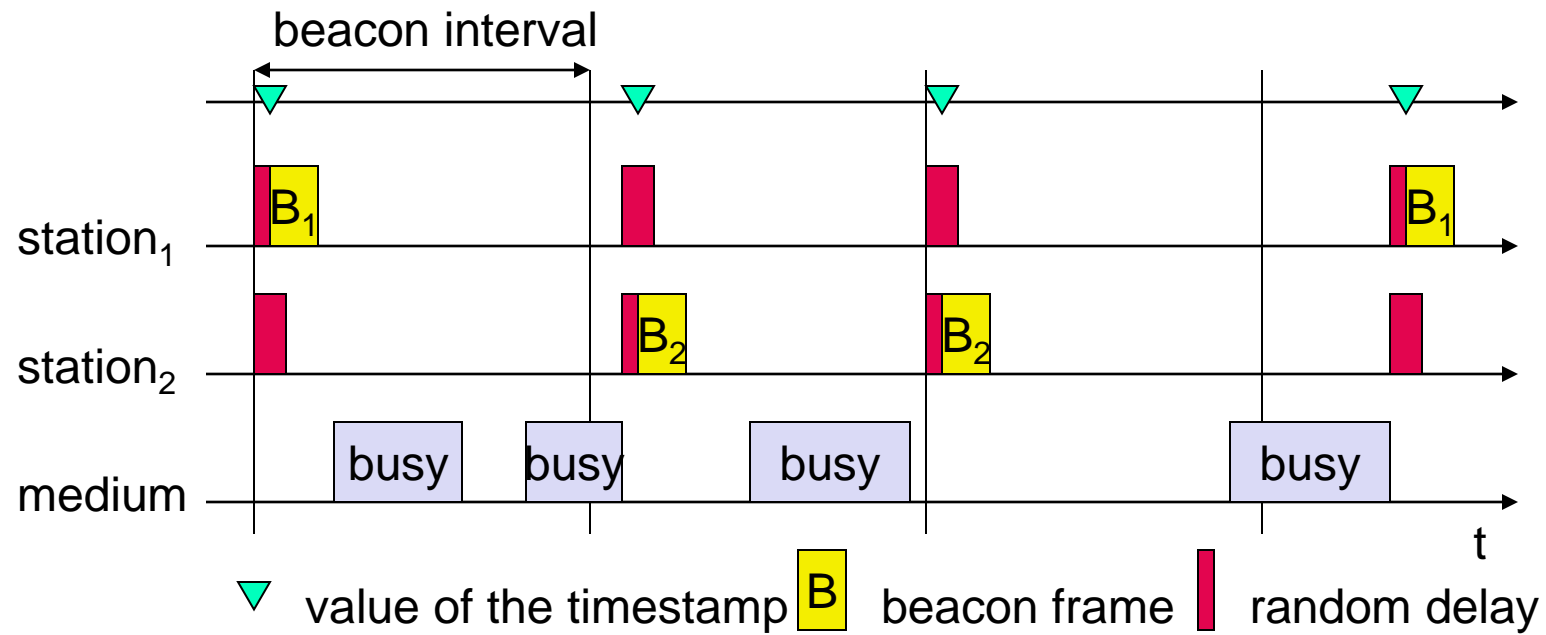 beacon interval
B₁ B₁
station₁
B₂ B₂
station₂
busy busy busy busy
medium
t
value of the timestamp B beacon frame random delay